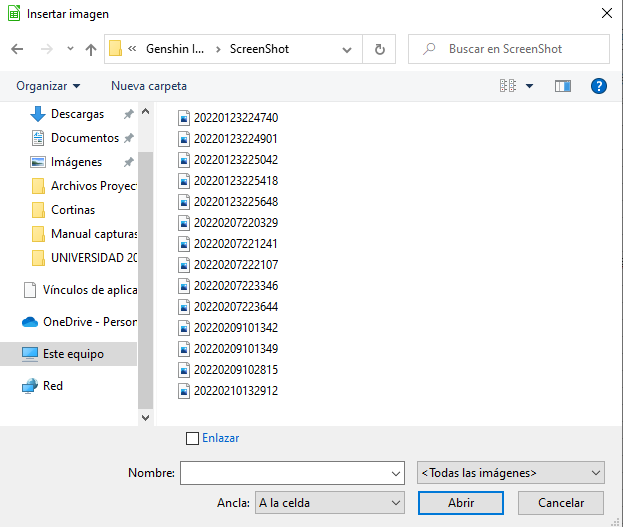 Insertar imagen
« Genshin I... > ScreenShot
Buscar en ScreenShot
Organizar
Nueva carpeta
Descargas
Documentos
Imágenes
Archivos Proyec
Cortinas
Manual capturas
UNIVERSIDAD 20
Vínculos de aplica
OneDrive - Person
Este equipo
Red
20220123224740
20220123224901
20220123225042
20220123225418
20220123225648
20220207220329
20220207221241
20220207222107
20220207223346
20220207223644
20220209101342
20220209101349
20220209102815
20220210132912
Enlazar
Nombre:
<Todas las imágenes>
Ancla:
A la celda
Abrir
Cancelar